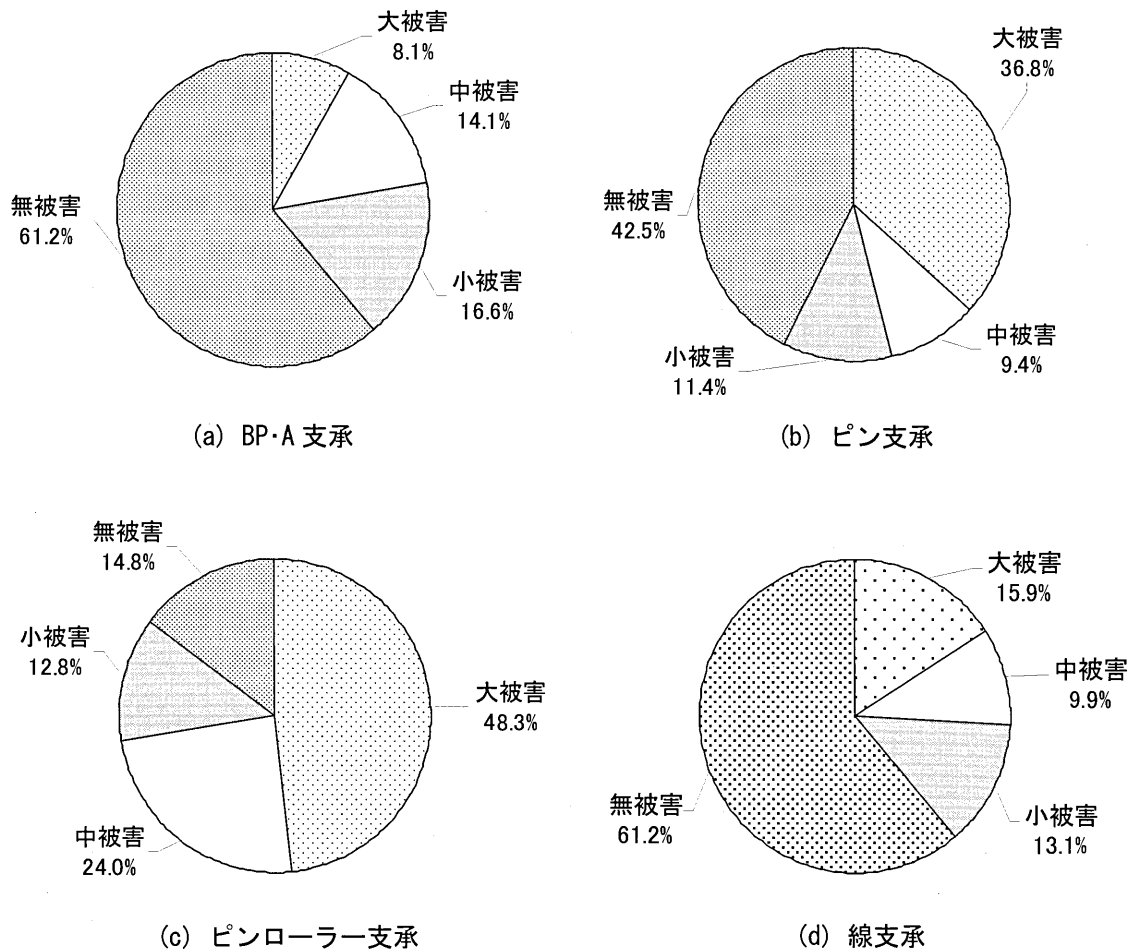 大被害
8.1%
中被害
14.1%
小被害
16.6%
無被害
61.2%
(a) BP･A 支承
大被害
36.8%
中被害
9.4%
小被害
11.4%
無被害
42.5%
(b) ピン支承
無被害
14.8%
小被害
12.8%
中被害
24.0%
大被害
48.3%
(c) ピンローラー支承
大被害
15.9%
中被害
9.9%
小被害
13.1%
無被害
61.2%
(d) 線支承